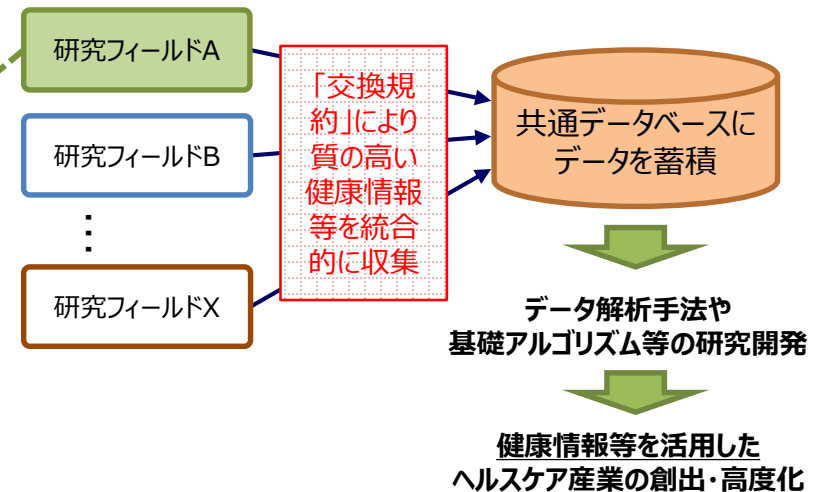 研究フィールドA
研究フィールドB
⋮
研究フィールドX
「交換規
約」により
質の高い
健康情報
等を統合
的に収集
共通データベースに
データを蓄積
データ解析手法や
基礎アルゴリズム等の研究開発
健康情報等を活用した
ヘルスケア産業の創出・高度化